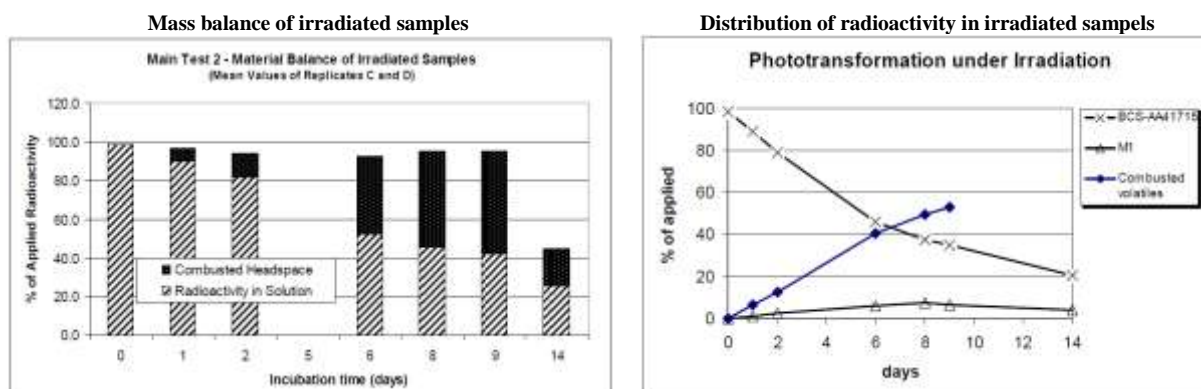 Mass balance of irradiated samples
Distribution of radioactivity in irradiated sampels
Main Test 2 - Material Balance of Irradiated Samples
(Mean Values of Replicates C and D)
% of Applied Radioactivity
120.0
100.0
80.0
60.0
40.0
20.0
0.0
Combusted Headspace
Radioactivity in Solution
0 1 2 5 6 8 9 14
Incubation time (days)
Phototransformation under Irradiation
% of applied
100
80
60
40
20
0
0 2 4 6 8 10 12 14
days
BCS-AA41715
M1
Combusted
volatiles